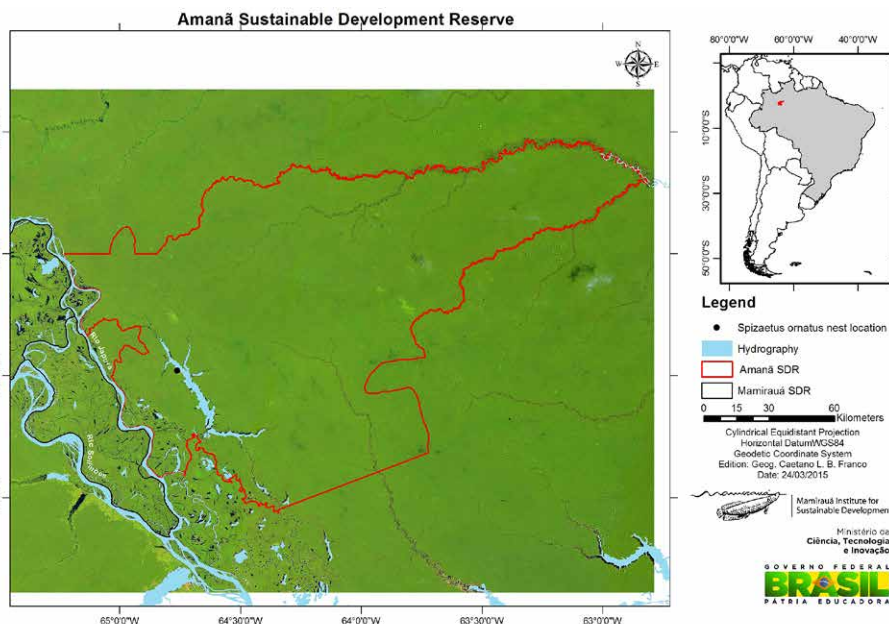 Amanã Sustainable Development Reserve
N
W E
S
80°0'0"W 60°0'0"W 40°0'0"W
10°0'0"S
30°0'0"S
50°0'0"S
Rio Japurá
Rio Solimões
65°0'0"W 64°30'0"W 64°0'0"W 63°30'0"W 63°0'0"W
Legend
Spizaetus ornatus nest location
Hydrography
Amanã SDR
Mamirauá SDR
0 15 30 60
Kilometers
Cylindrical Equidistant Projection
Horizontal DatumWGS84
Geodetic Coordinate System
Edition: Geog. Caetano L. B. Franco
Date: 24/03/2015
mamirauá
Mamirauá Institute for
Sustainable Development
Ministério da
Ciência, Tecnologia
e Inovação
GOVERNO FEDERAL
BRASIL
PÁTRIA EDUCADORA